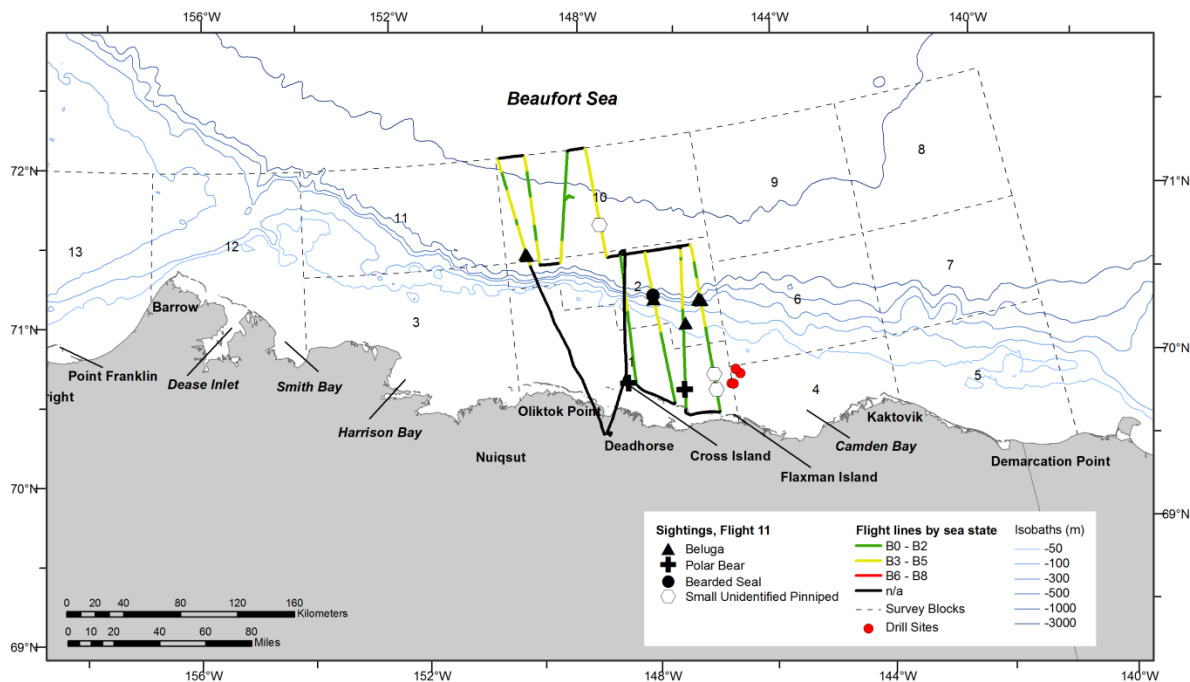 156°W
152°W
148°W
144°W
140°W
Beaufort Sea
72°N
71°N
8
9
10
11
12
13
7
6
2
3
Barrow
71°N
70°N
1
4
5
Point Franklin
right
Dease Inlet
Smith Bay
Harrison Bay
Oliktok Point
Kaktovik
Nuiqsut
Deadhorse
Cross Island
Camden Bay
Flaxman Island
Demarcation Point
70°N
69°N
Sightings, Flight 11
Beluga
Polar Bear
Bearded Seal
Small Unidentified Pinniped
Flight lines by sea state
B0 - B2
B3 - B5
B6 - B8
n/a
Survey Blocks
Drill Sites
Isobaths (m)
-50
-100
-300
-500
-1000
-3000
0 20 40 80 120 160
Kilometers
0 10 20 40 60 80
Miles
69°N
156°W
152°W
148°W
144°W
140°W